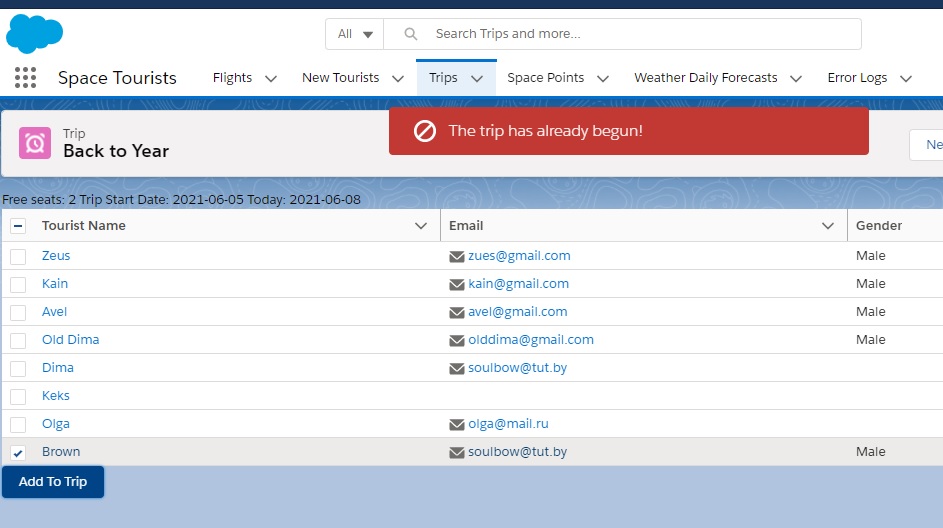 All Search Trips and more...
Space Tourists Flights New Tourists Trips Space Points Weather Daily Forecasts Error Logs
The trip has already begun!
Trip
Back to Year
Ne
Free seats: 2 Trip Start Date: 2021-06-05 Today: 2021-06-08
Tourist Name Email Gender
Zeus zues@gmail.com Male
Kain kain@gmail.com Male
Avel avel@gmail.com Male
Old Dima olddima@gmail.com Male
Dima soulbow@tut.by
Keks
Olga olga@mail.ru
Brown soulbow@tut.by Male
Add To Trip